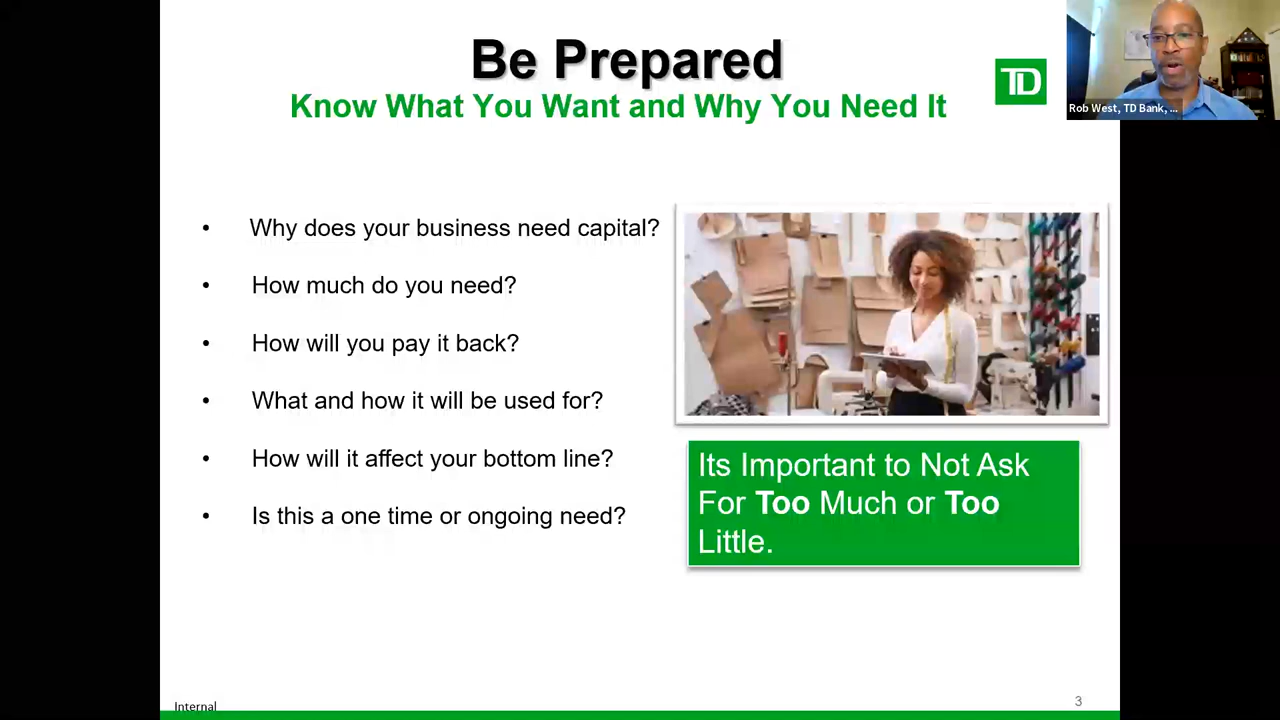 Be Prepared
Know What You Want and Why You Need It
TD
Rob West, TD Bank, ...
• Why does your business need capital?
• How much do you need?
• How will you pay it back?
• What and how it will be used for?
• How will it affect your bottom line?
• Is this a one time or ongoing need?
Its Important to Not Ask
For Too Much or Too
Little.
Internal
3